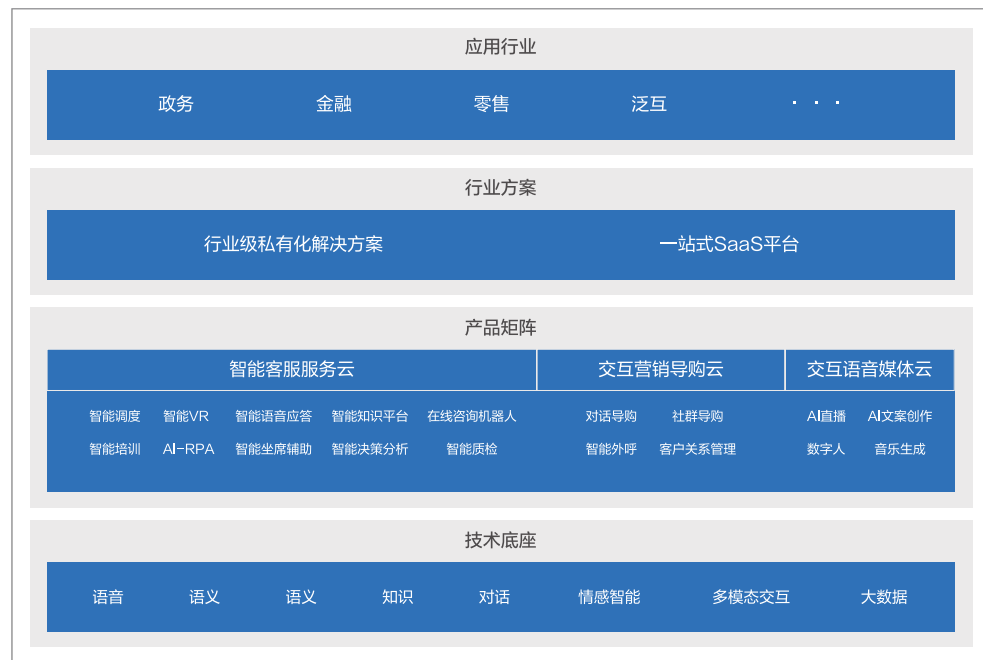 应用行业
政务 金融 零售 泛互 · · ·
行业方案
行业级私有化解决方案 一站式SaaS平台
产品矩阵
智能客服服务云 交互营销导购云 交互语音媒体云
智能调度 智能VR 智能语音应答 智能知识平台 在线咨询机器人 对话导购 社群导购 AI直播 AI文案创作
智能培训 AI-RPA 智能坐席辅助 智能决策分析 智能质检 智能外呼 客户关系管理 数字人 音乐生成
技术底座
语音 语义 语义 知识 对话 情感智能 多模态交互 大数据